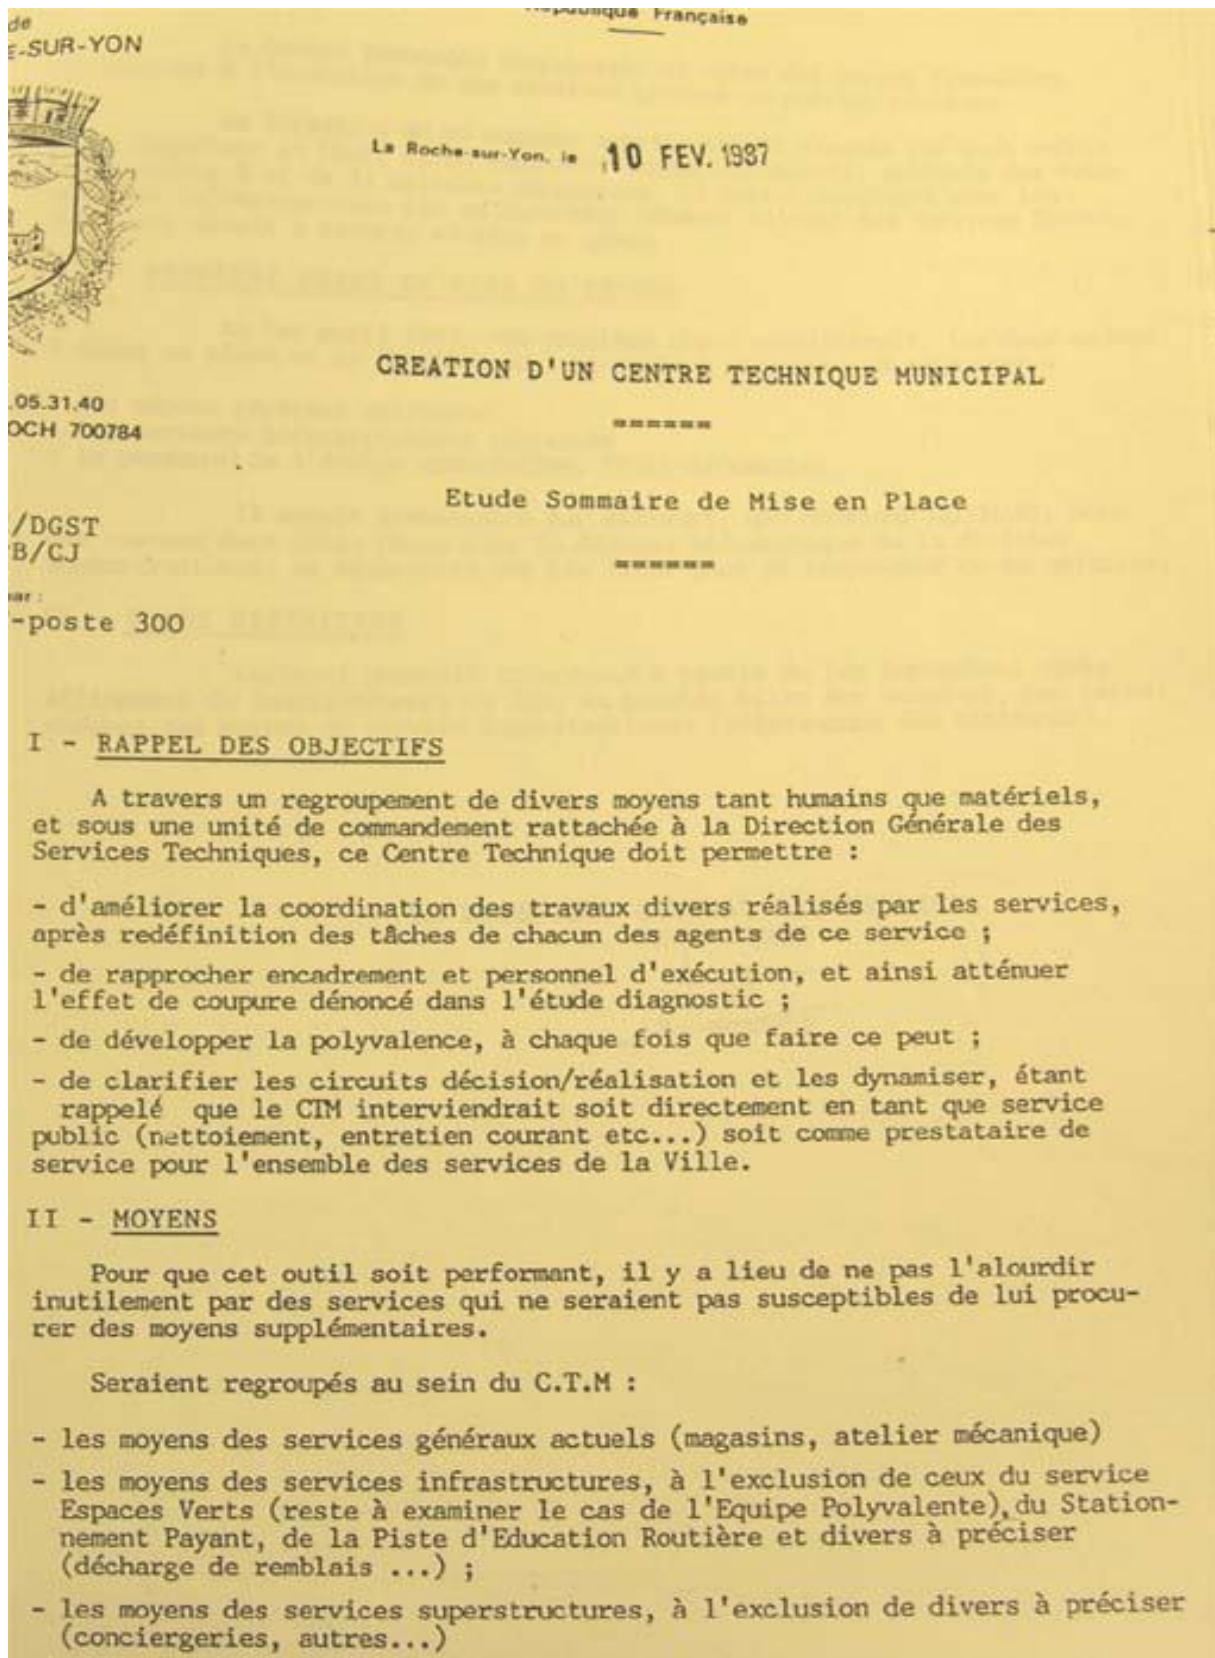 République Française
de
E-SUR-YON
La Roche-sur-Yon, le 10 FEV. 1987
CREATION D'UN CENTRE TECHNIQUE MUNICIPAL
======
.05.31.40
OCH 700784
Etude Sommaire de Mise en Place
======
/DGST
B/CJ
par :
-poste 300
I - RAPPEL DES OBJECTIFS
A travers un regroupement de divers moyens tant humains que matériels,
et sous une unité de commandement rattachée à la Direction Générale des
Services Techniques, ce Centre Technique doit permettre :
- d'améliorer la coordination des travaux divers réalisés par les services,
après redéfinition des tâches de chacun des agents de ce service ;
- de rapprocher encadrement et personnel d'exécution, et ainsi atténuer
l'effet de coupure dénoncé dans l'étude diagnostic ;
- de développer la polyvalence, à chaque fois que faire ce peut ;
- de clarifier les circuits décision/réalisation et les dynamiser, étant
rappelé que le CTM interviendrait soit directement en tant que service
public (nettoiement, entretien courant etc...) soit comme prestataire de
service pour l'ensemble des services de la Ville.
II - MOYENS
Pour que cet outil soit performant, il y a lieu de ne pas l'alourdir
inutilement par des services qui ne seraient pas susceptibles de lui procu-
rer des moyens supplémentaires.
Seraient regroupés au sein du C.T.M :
- les moyens des services généraux actuels (magasins, atelier mécanique)
- les moyens des services infrastructures, à l'exclusion de ceux du service
Espaces Verts (reste à examiner le cas de l'Equipe Polyvalente), du Station-
nement Payant, de la Piste d'Education Routière et divers à préciser
(décharge de remblais ...) ;
- les moyens des services superstructures, à l'exclusion de divers à préciser
(conciergeries, autres...)